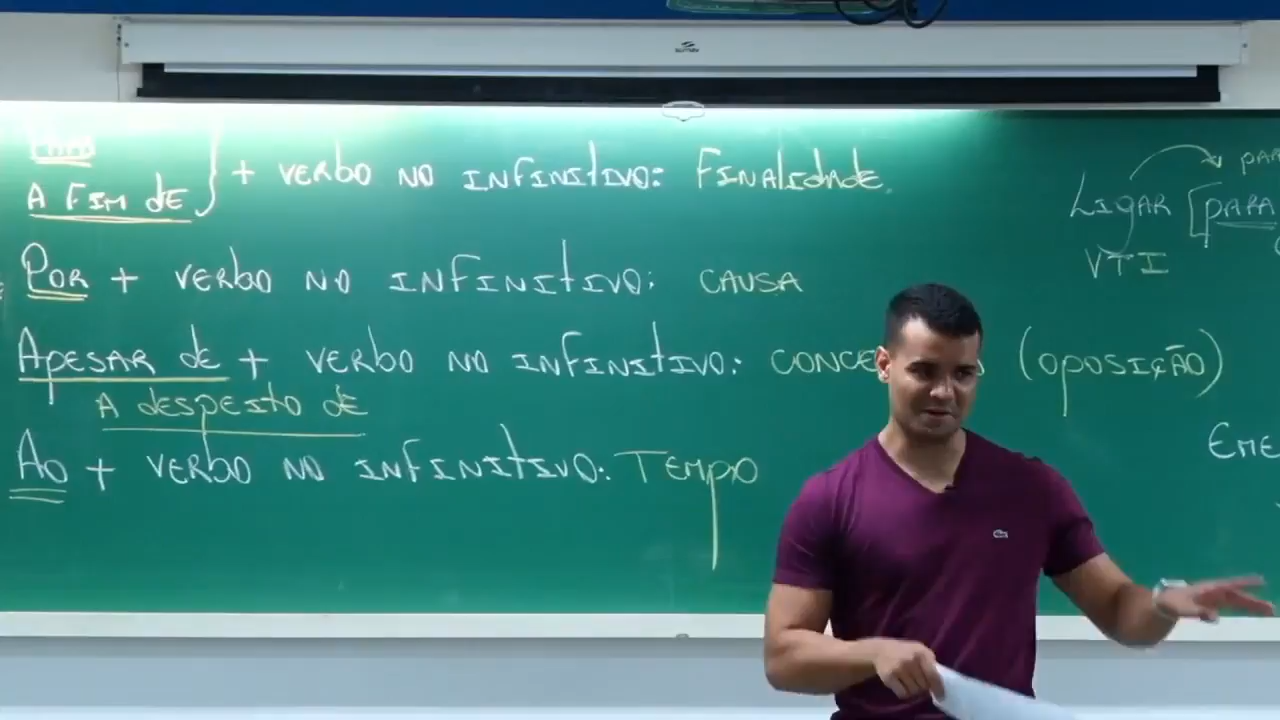 PARA
A FIM DE } + VERBO NO INFINITIVO: FINALIDADE.
POR + VERBO NO INFINITIVO: CAUSA
APESAR DE + VERBO NO INFINITIVO: CONCE (OPOSIÇÃO)
A DESPEITO DE
AO + VERBO NO INFINITIVO: TEMPO
LIGAR [PARA
VTI